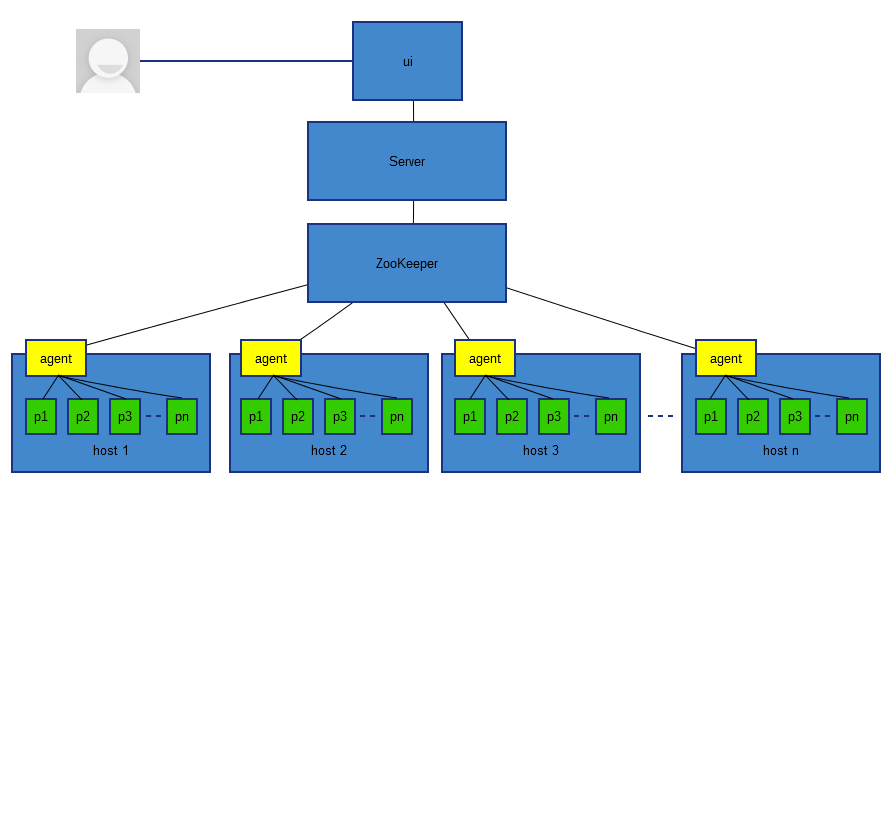 ui
Server
ZooKeeper
agent
agent
agent
agent
p1 p2 p3 pn
p1 p2 p3 pn
p1 p2 p3 pn
p1 p2 p3 pn
host 1
host 2
host 3
host n